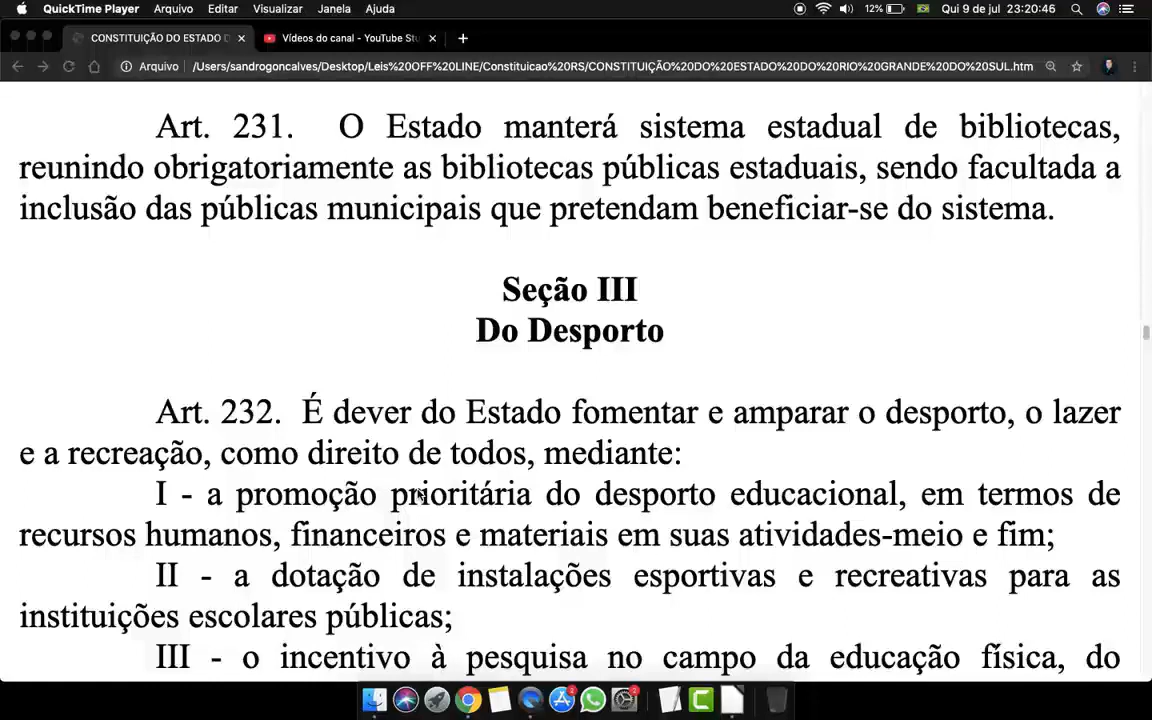 QuickTime Player Arquivo Editar Visualizar Janela Ajuda 12% Qui 9 de jul 23:20:46
CONSTITUIÇÃO DO ESTADO D Vídeos do canal - YouTube Stu
Arquivo /Users/sandrogoncalves/Desktop/Leis%20OFF%20LINE/Constituicao%20RS/CONSTITUIÇÃO%20DO%20ESTADO%20DO%20RIO%20GRANDE%20DO%20SUL.htm
Art. 231. O Estado manterá sistema estadual de bibliotecas,
reunindo obrigatoriamente as bibliotecas públicas estaduais, sendo facultada a
inclusão das públicas municipais que pretendam beneficiar-se do sistema.
Seção III
Do Desporto
Art. 232. É dever do Estado fomentar e amparar o desporto, o lazer
e a recreação, como direito de todos, mediante:
I - a promoção prioritária do desporto educacional, em termos de
recursos humanos, financeiros e materiais em suas atividades-meio e fim;
II - a dotação de instalações esportivas e recreativas para as
instituições escolares públicas;
III - o incentivo à pesquisa no campo da educação física, do